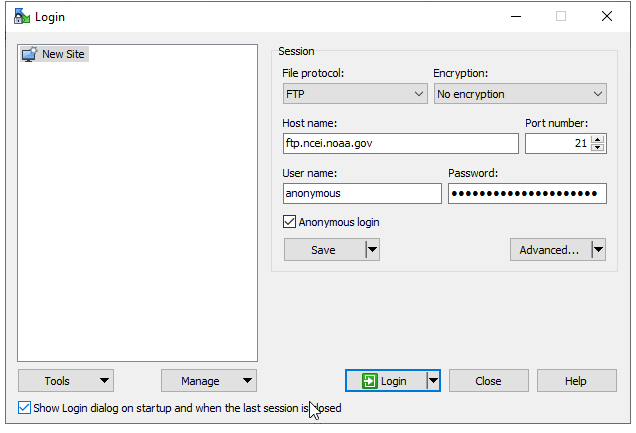 Login
New Site
Session
File protocol:
Encryption:
FTP
No encryption
Host name:
Port number:
ftp.ncei.noaa.gov
21
User name:
Password:
anonymous
●●●●●●●●●●●●●●●●●●●●●
Anonymous login
Save
Advanced...
Tools
Manage
Login
Close
Help
Show Login dialog on startup and when the last session is closed